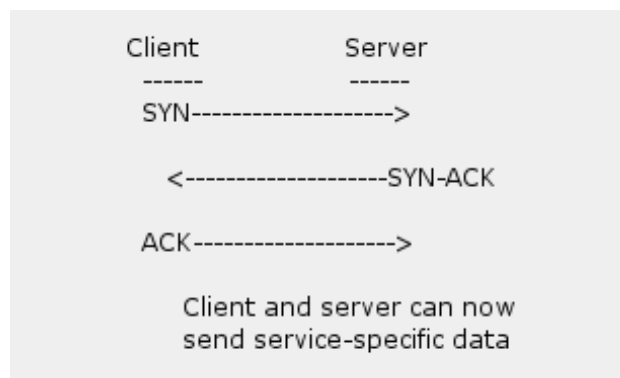 Client Server
------ ------
SYN-------------------->
<--------------------SYN-ACK
ACK-------------------->
Client and server can now
send service-specific data